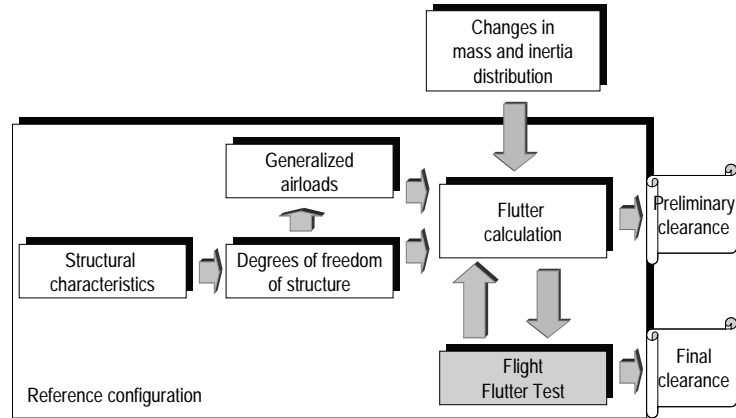 Changes in
mass and inertia
distribution
Generalized
airloads
Flutter
calculation
Preliminary
clearance
Structural
characteristics
Degrees of freedom
of structure
Flight
Flutter Test
Final
clearance
Reference configuration